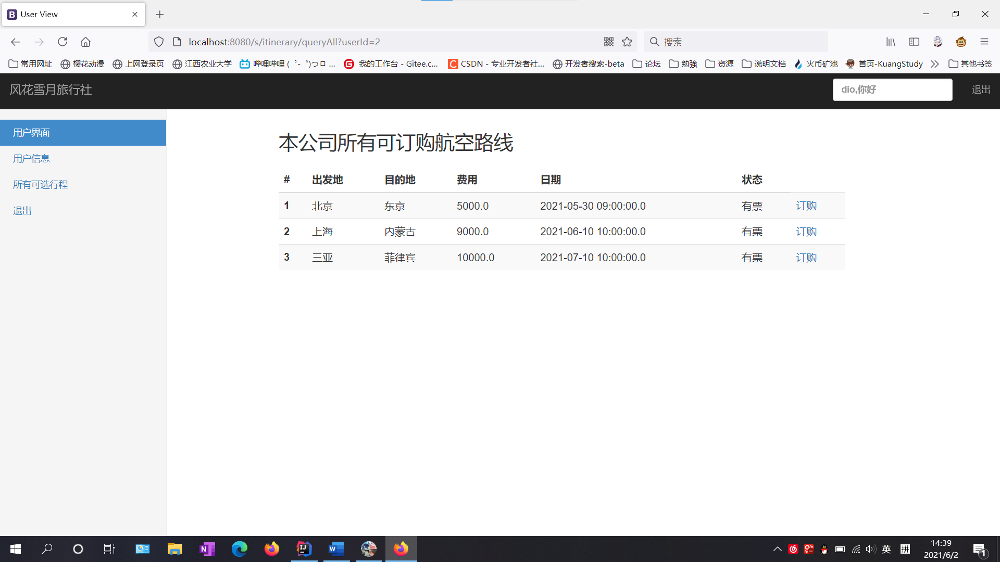 User View
localhost:8080/s/itinerary/queryAll?userId=2
搜索
常用网址 樱花动漫 上网登录页 江西农业大学 哔哩哔哩 (゜-゜)つロ ... 我的工作台 - Gitee.c... CSDN - 专业开发者社... 开发者搜索-beta 论坛 勉強 资源 说明文档 火币矿池 首页-KuangStudy 其他书签
风花雪月旅行社 dio,你好 退出
用户界面
用户信息
所有可选行程
退出
本公司所有可订购航空路线
# 出发地 目的地 费用 日期 状态
1 北京 东京 5000.0 2021-05-30 09:00:00.0 有票 订购
2 上海 内蒙古 9000.0 2021-06-10 10:00:00.0 有票 订购
3 三亚 菲律宾 10000.0 2021-07-10 10:00:00.0 有票 订购
英 拼 14:39
2021/6/2 1